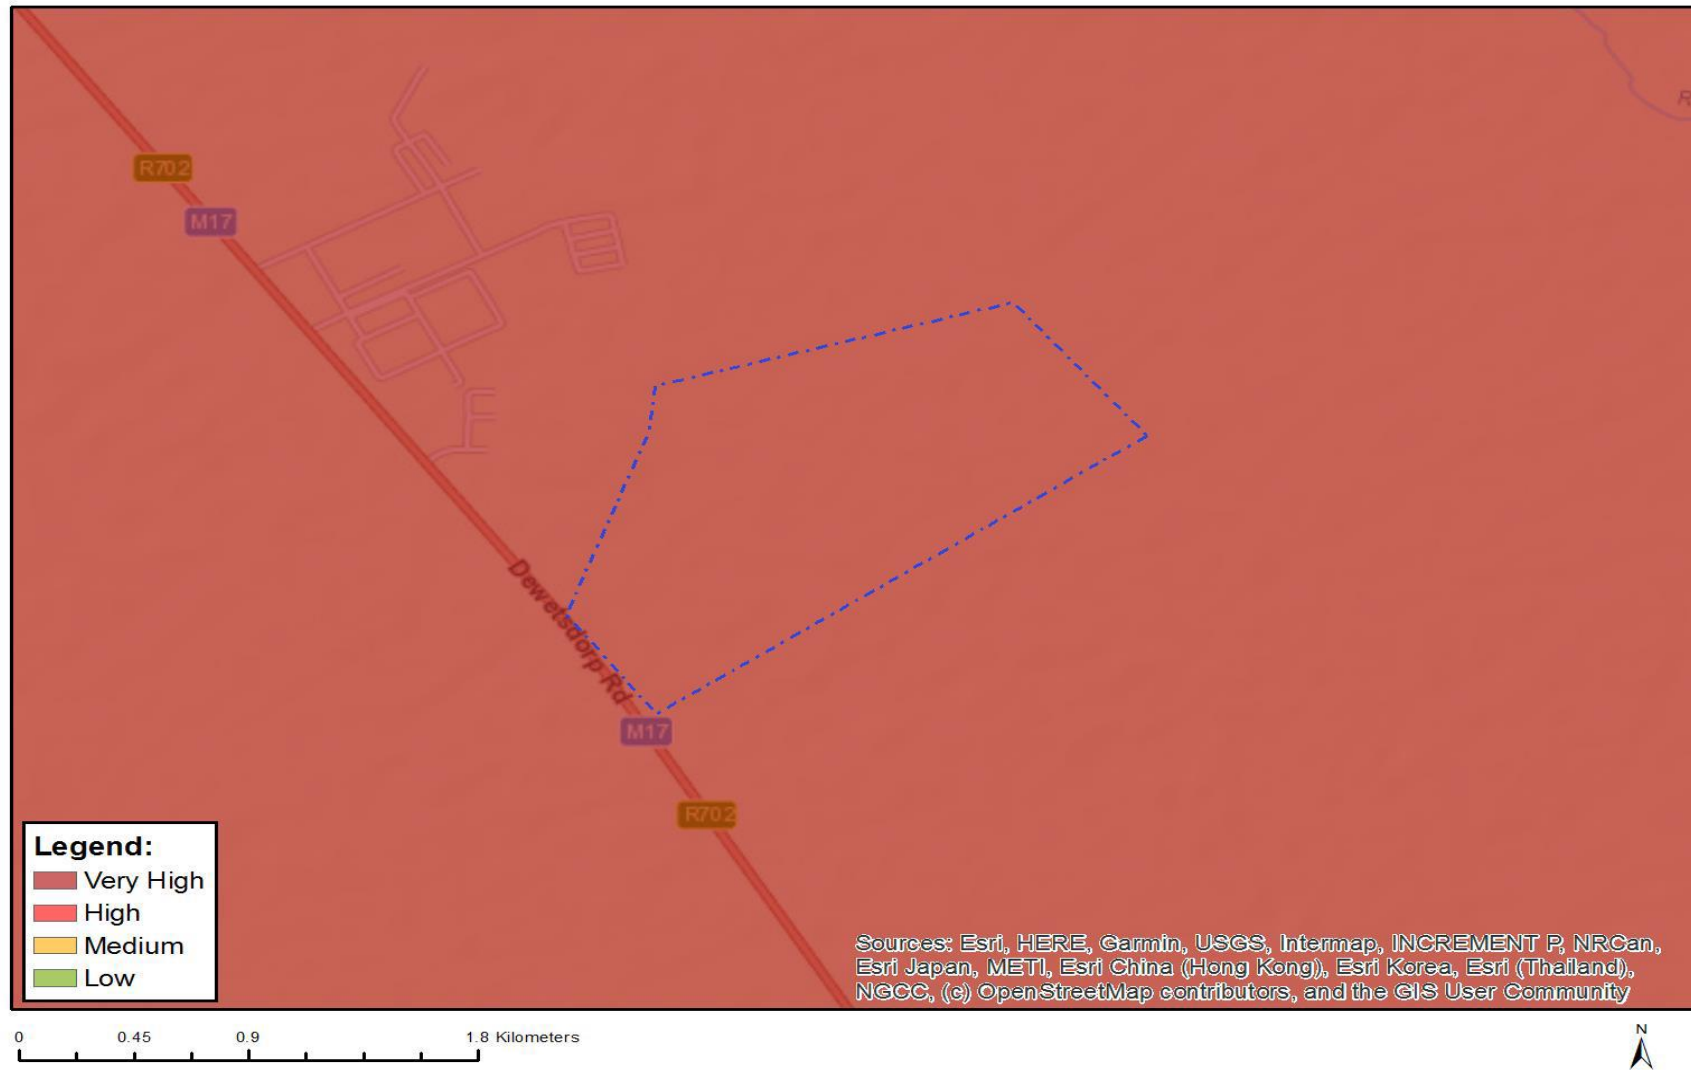 R702
M17
R
Dewetsdorp Rd
M17
R702
Legend:
Very High
High
Medium
Low
Sources: Esri, HERE, Garmin, USGS, Intermap, INCREMENT P, NRCan,
Esri Japan, METI, Esri China (Hong Kong), Esri Korea, Esri (Thailand),
NGCC, (c) OpenStreetMap contributors, and the GIS User Community
0 0.45 0.9 1.8 Kilometers
N